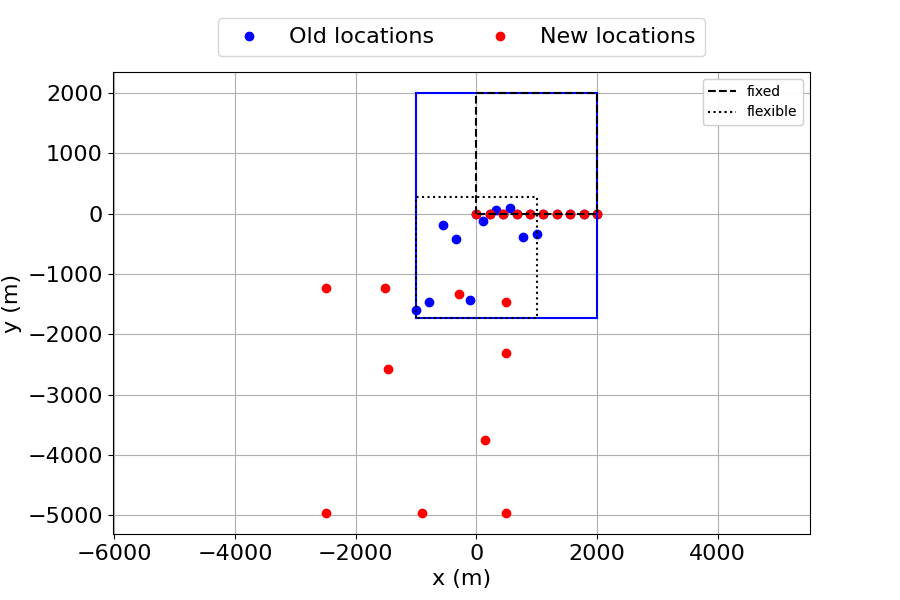 Old locations
New locations
fixed
flexible
2000
1000
0
−1000
−2000
−3000
−4000
−5000
y (m)
−6000
−4000
−2000
0
2000
4000
x (m)